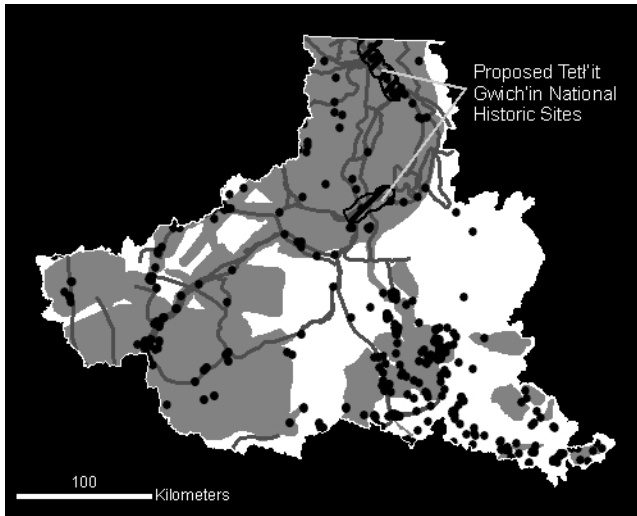 Proposed Tetł'it
Gwich'in National
Historic Sites
100
Kilometers